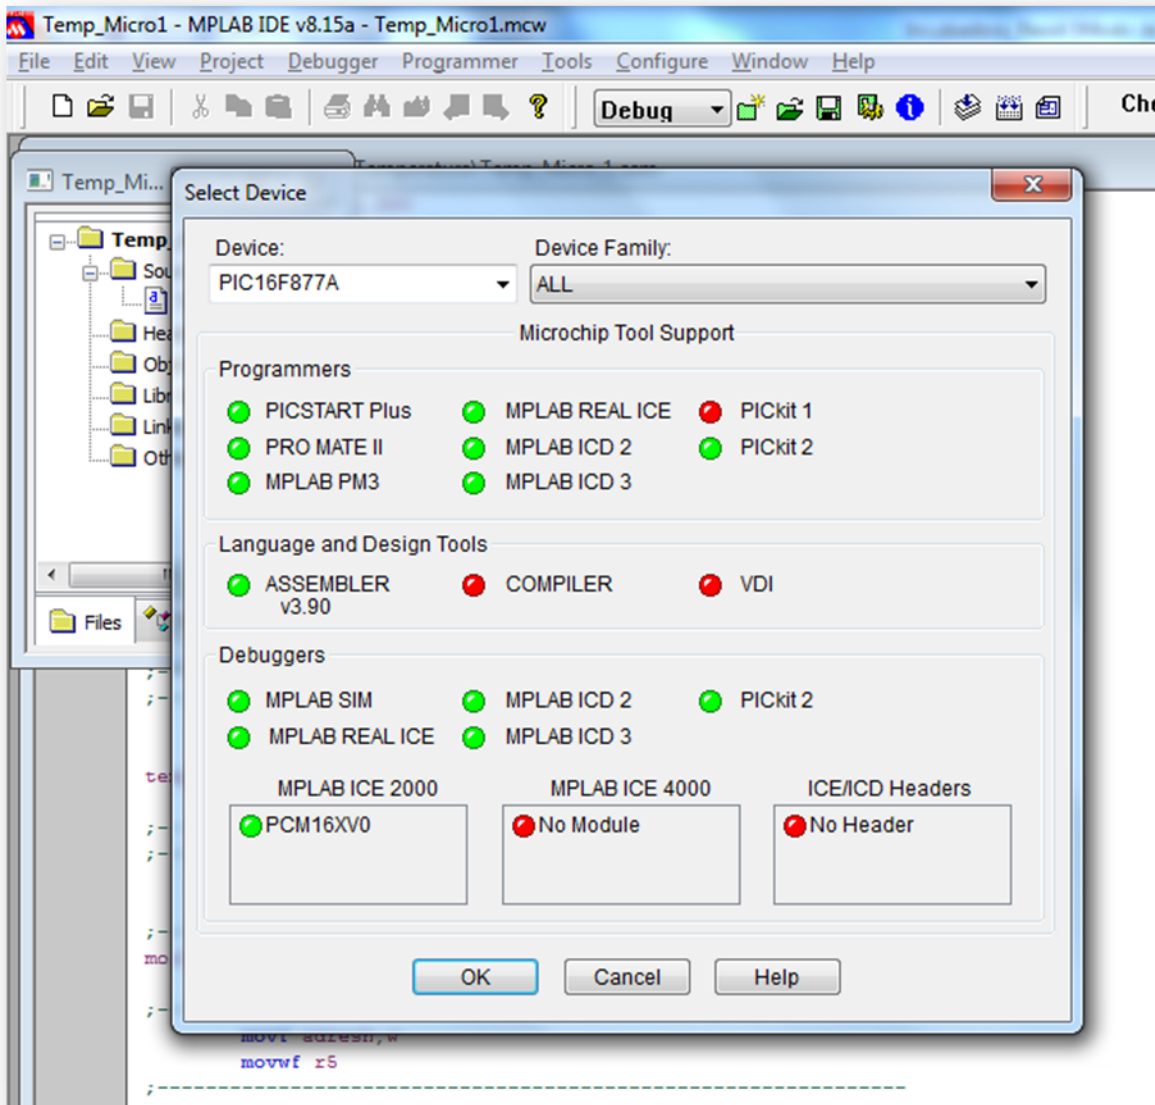 Temp_Micro1 - MPLAB IDE v8.15a - Temp_Micro1.mcw
File Edit View Project Debugger Programmer Tools Configure Window Help
Debug
Temp_Mi...
Select Device
Device:
Device Family:
PIC16F877A
ALL
Microchip Tool Support
Programmers
PICSTART Plus
MPLAB REAL ICE
PICkit 1
PRO MATE II
MPLAB ICD 2
PICkit 2
MPLAB PM3
MPLAB ICD 3
Language and Design Tools
ASSEMBLER
v3.90
COMPILER
VDI
Debuggers
MPLAB SIM
MPLAB ICD 2
PICkit 2
MPLAB REAL ICE
MPLAB ICD 3
MPLAB ICE 2000
MPLAB ICE 4000
ICE/ICD Headers
PCM16XV0
No Module
No Header
OK
Cancel
Help
Files
movf adresh,w
movwf r5
;--------------------------------------------------------------